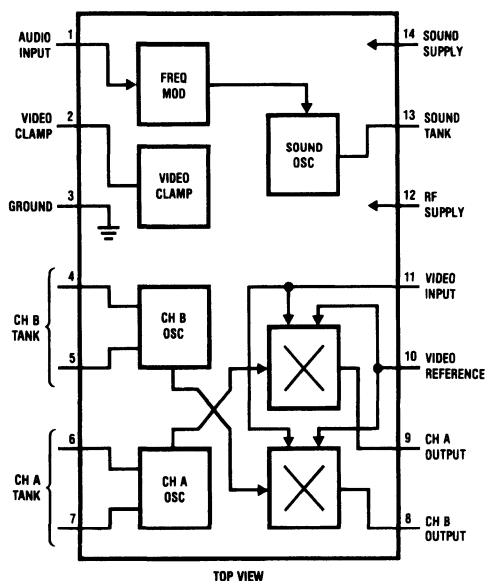 AUDIO INPUT 1
VIDEO CLAMP 2
GROUND 3
4
CH B TANK
5
6
CH A TANK
7
FREQ MOD
VIDEO CLAMP
SOUND OSC
CH B OSC
CH A OSC
14 SOUND SUPPLY
13 SOUND TANK
12 RF SUPPLY
11 VIDEO INPUT
10 VIDEO REFERENCE
9 CH A OUTPUT
8 CH B OUTPUT
TOP VIEW